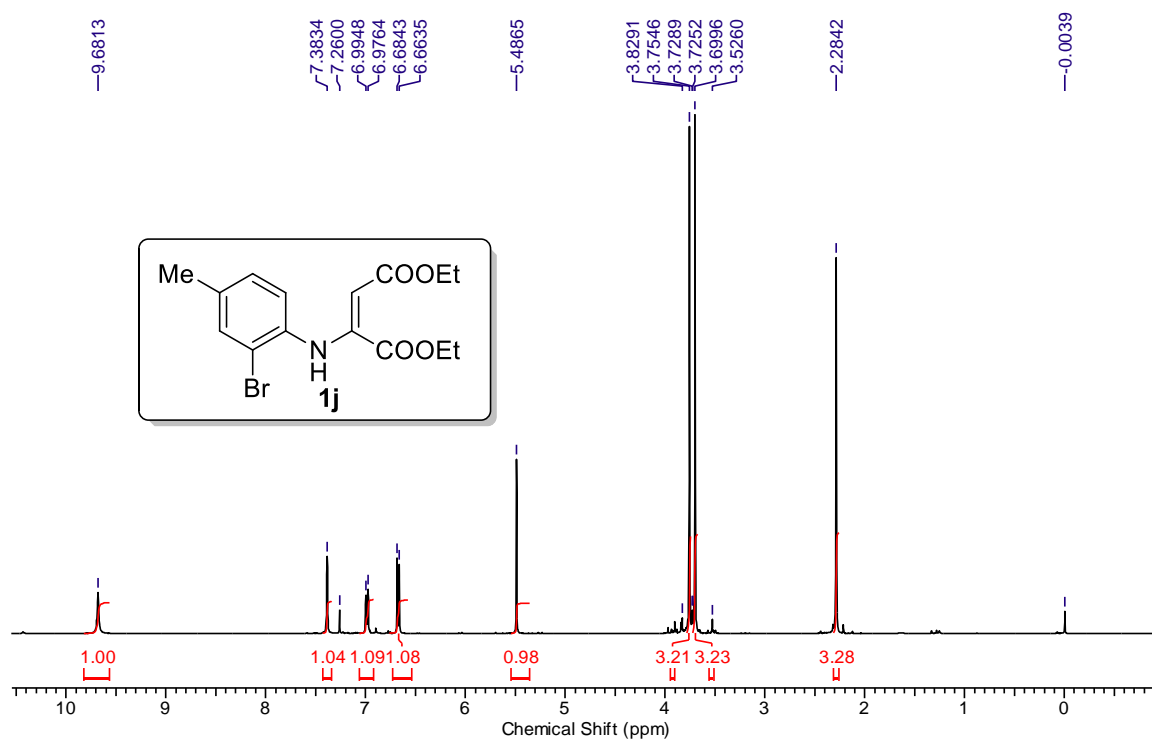 9.6813
7.3834
7.2600
6.9948
6.9764
6.6843
6.6635
5.4865
3.8291
3.7546
3.7289
3.7252
3.6996
3.5260
2.2842
-0.0039
Me
COOEt
N
H
COOEt
Br
1j
1.00 1.04 1.09 1.08 0.98 3.21 3.23 3.28
10 9 8 7 6 5 4 3 2 1 0
Chemical Shift (ppm)